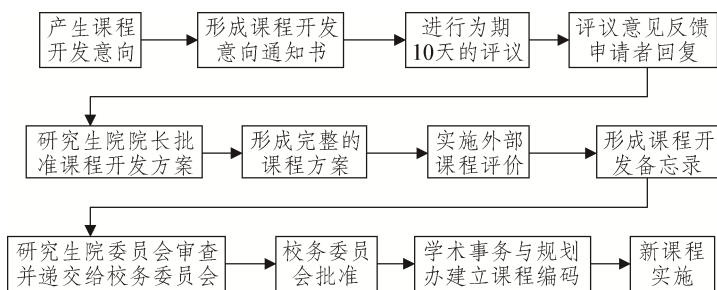 产生课程
开发意向
形成课程开发
意向通知书
进行为期
10天的评议
评议意见反馈
申请者回复
研究生院院长批
准课程开发方案
形成完整的
课程方案
实施外部
课程评价
形成课程开
发备忘录
研究生院委员会审查
并递交给校务委员会
校务委员
会批准
学术事务与规划
办建立课程编码
新课程
实施